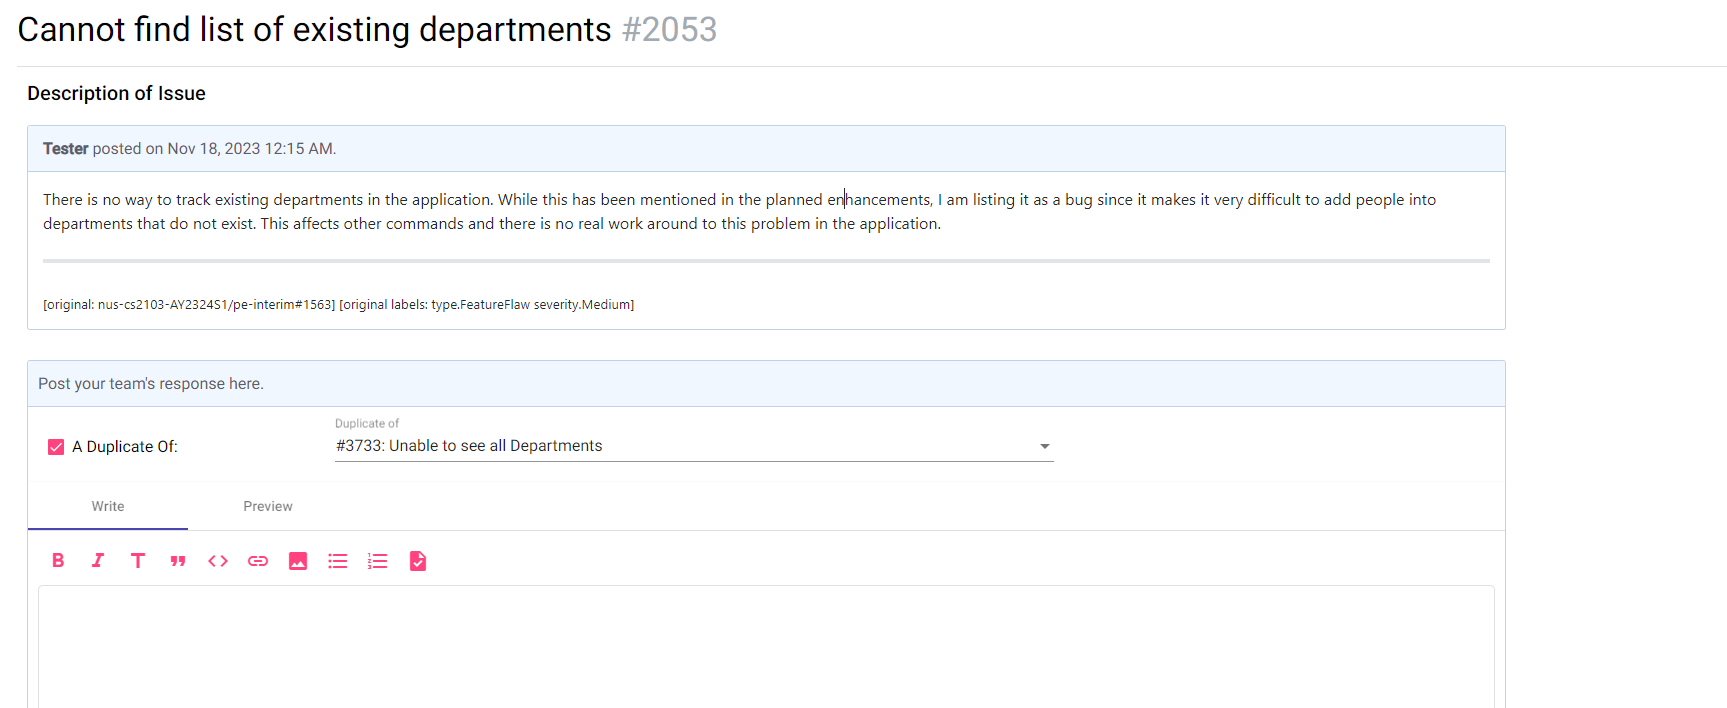 Cannot find list of existing departments #2053
Description of Issue
Tester posted on Nov 18, 2023 12:15 AM.
There is no way to track existing departments in the application. While this has been mentioned in the planned enhancements, I am listing it as a bug since it makes it very difficult to add people into
departments that do not exist. This affects other commands and there is no real work around to this problem in the application.
[original: nus-cs2103-AY2324S1/pe-interim#1563] [original labels: type.FeatureFlaw severity.Medium]
Post your team's response here.
Duplicate of
A Duplicate Of: #3733: Unable to see all Departments
Write Preview